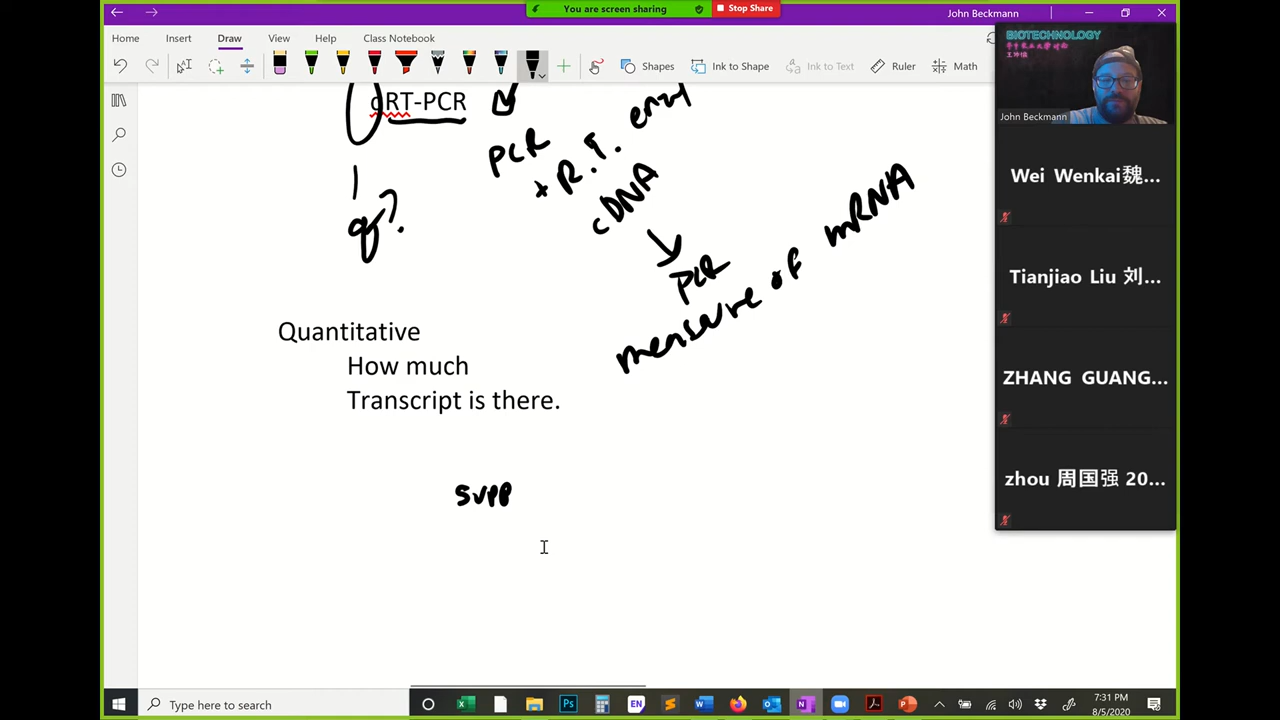 You are screen sharing
Stop Share
John Beckmann
Home Insert Draw View Help Class Notebook
Shapes
Ink to Shape
Ink to Text
Ruler
Math
BIOTECHNOLOGY
John Beckmann
Wei Wenkai魏...
Tianjiao Liu 刘...
ZHANG GUANG...
zhou 周国强 20...
qRT-PCR
PCR
+ R.T.
cDNA
PCR
measure of mRNA
q?
Quantitative
How much
Transcript is there.
supp
Type here to search
EN
7:31 PM
8/5/2020